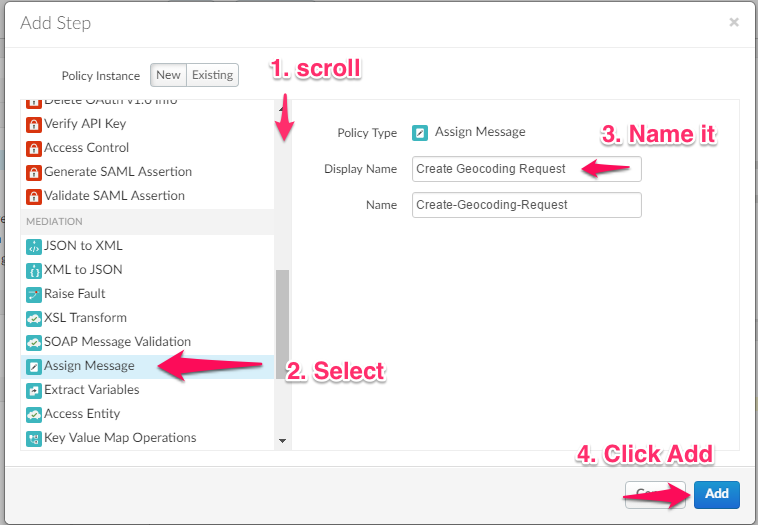 Add Step
×
Policy Instance New Existing
1. scroll
Delete OAuth v1.0 Info
Verify API Key
Access Control
Generate SAML Assertion
Validate SAML Assertion
MEDIATION
JSON to XML
XML to JSON
Raise Fault
XSL Transform
SOAP Message Validation
Assign Message
Extract Variables
Access Entity
Key Value Map Operations
2. Select
Policy Type Assign Message
3. Name it
Display Name Create Geocoding Request
Name Create-Geocoding-Request
4. Click Add
Add